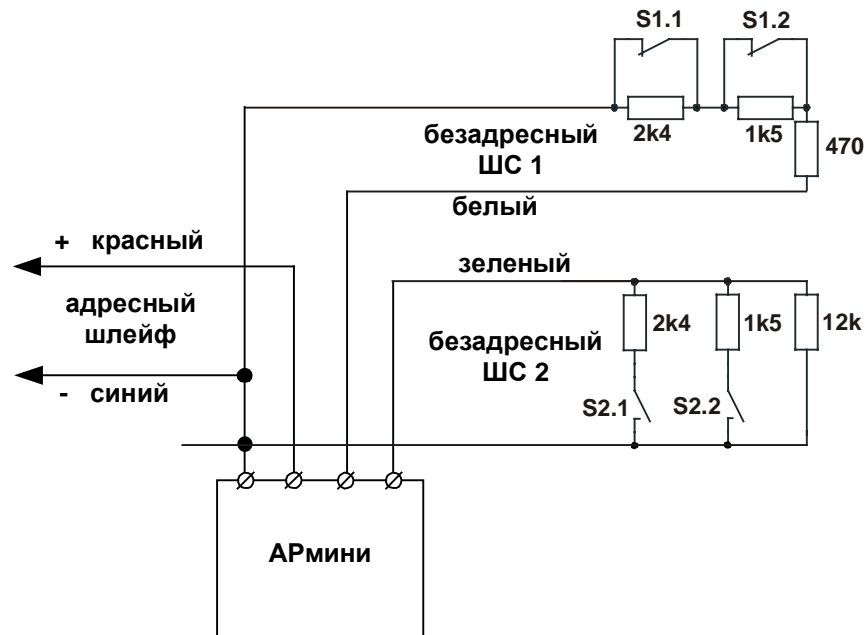 S1.1
S1.2
безадресный
ШС 1
2k4
1k5
470
белый
+ красный
зеленый
адресный
шлейф
безадресный
ШС 2
2k4
1k5
12k
- синий
S2.1
S2.2
АРмини